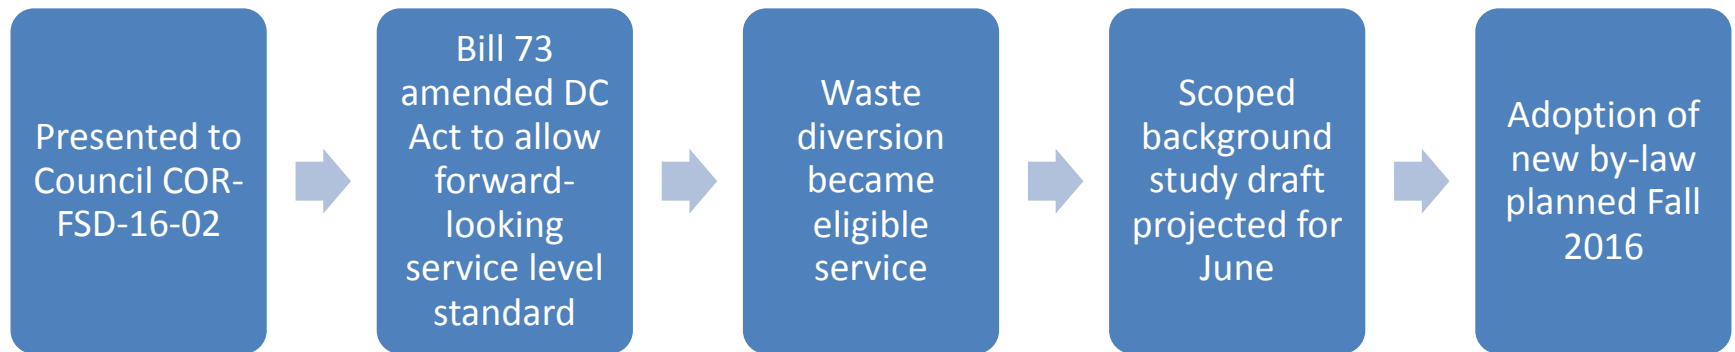 Presented to
Council COR-
FSD-16-02
Bill 73
amended DC
Act to allow
forward-
looking
service level
standard
Waste
diversion
became
eligible
service
Scoped
background
study draft
projected for
June
Adoption of
new by-law
planned Fall
2016